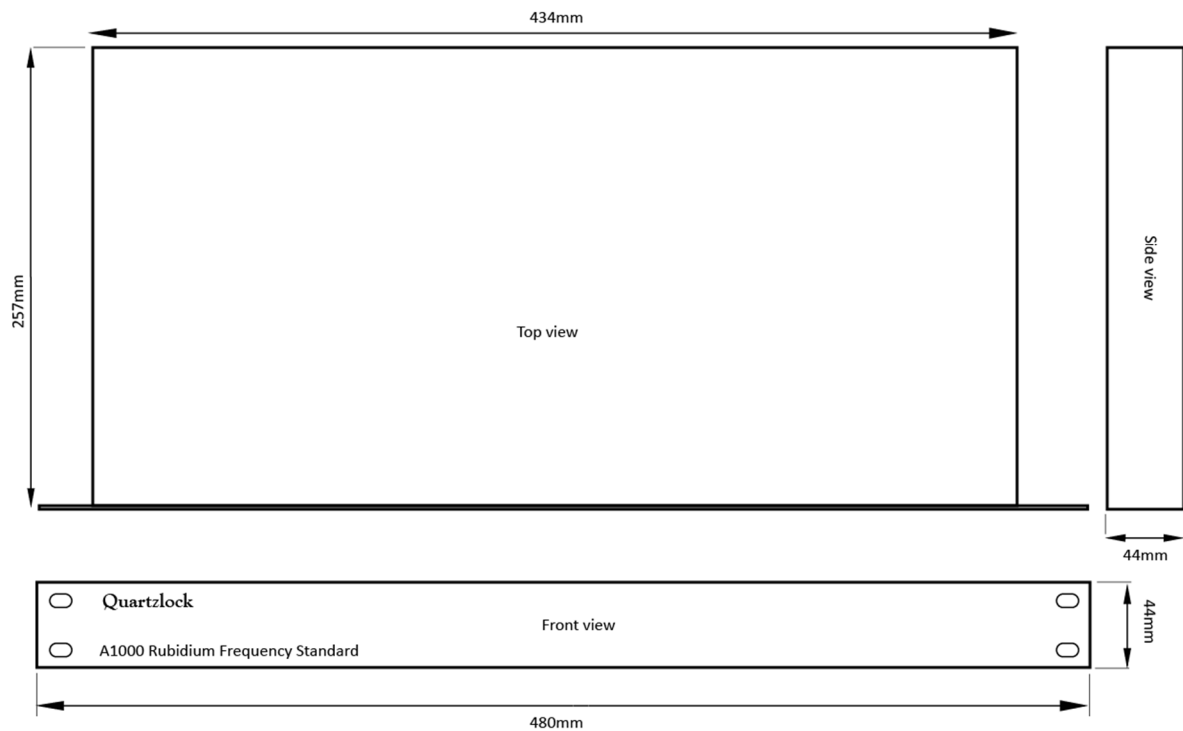 434mm
257mm
Top view
Side view
44mm
Quartzlock
Front view
44mm
A1000 Rubidium Frequency Standard
480mm